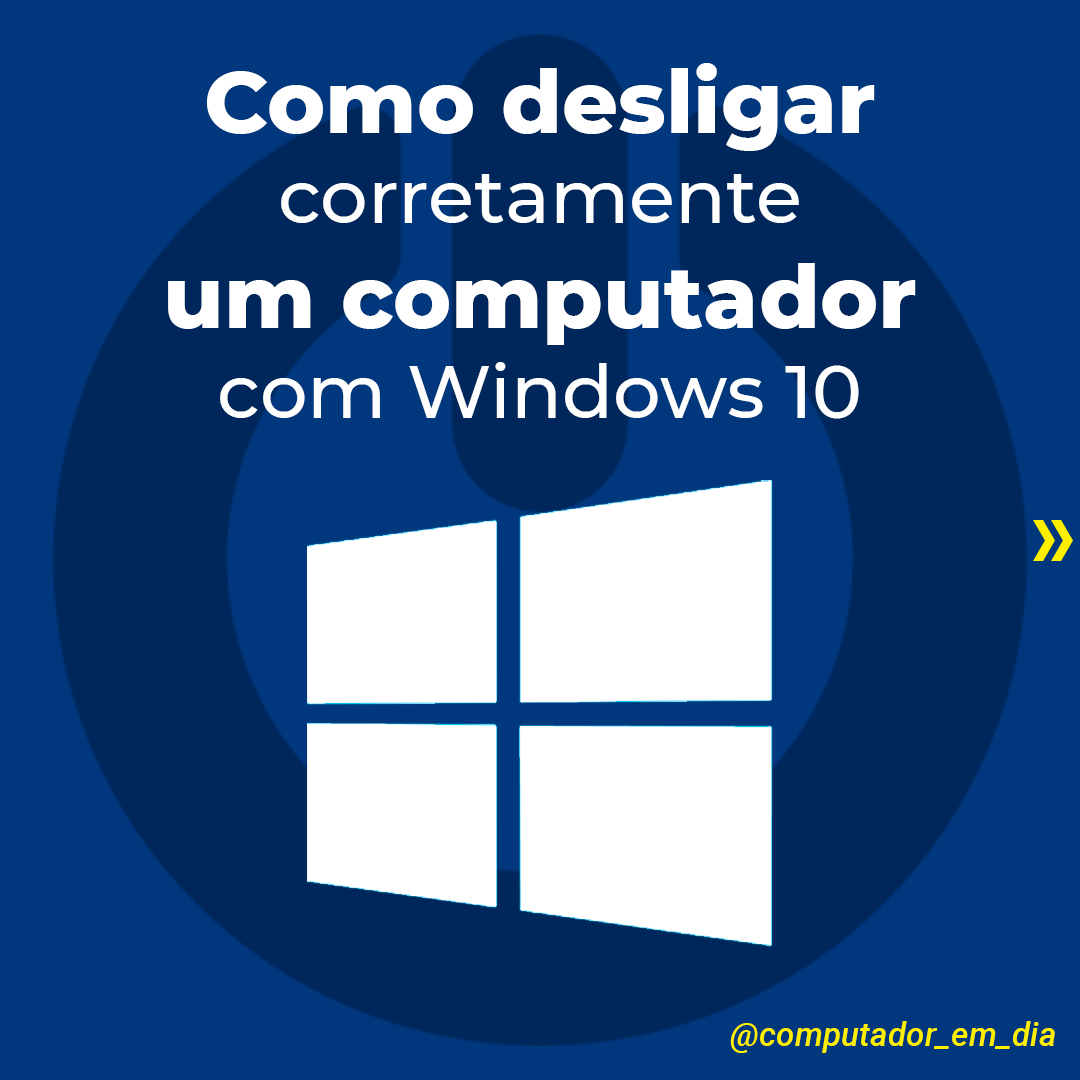 Como desligar
corretamente
um computador
com Windows 10
»
@computador_em_dia